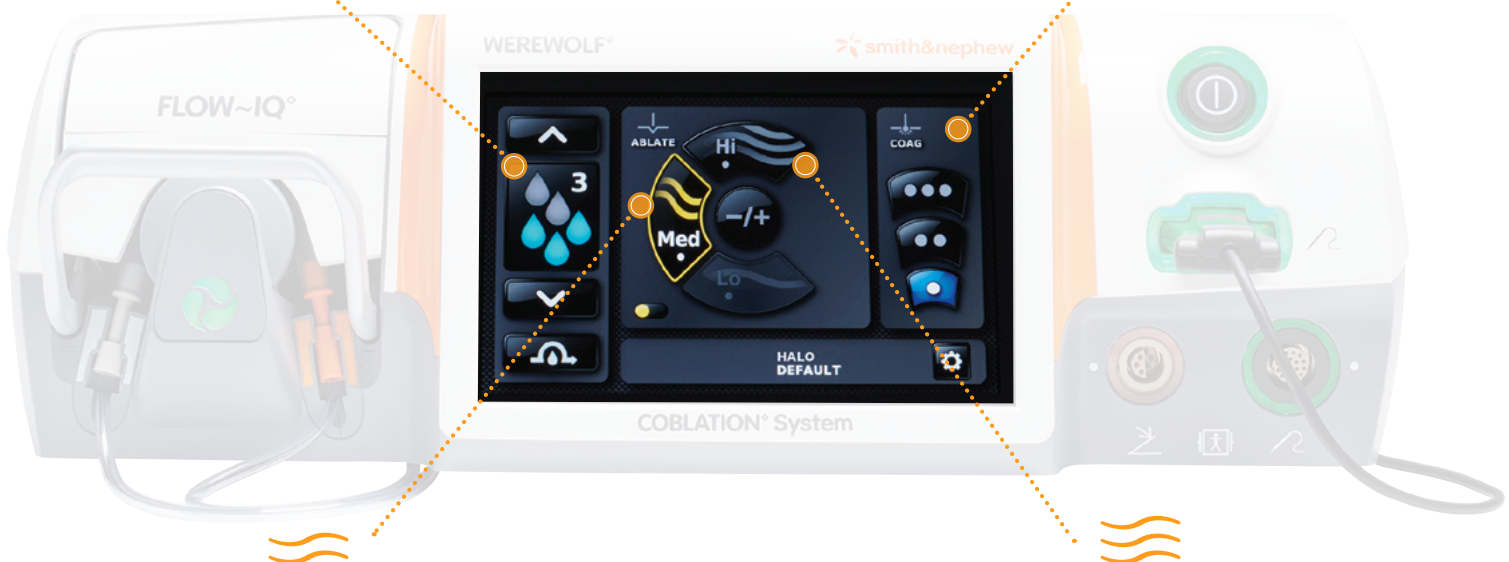 WEREWOLF°
smith&nephew
FLOW~IQ°
3
ABLATE
Hi
COAG
−/+
Med
Lo
HALO
DEFAULT
COBLATION° System